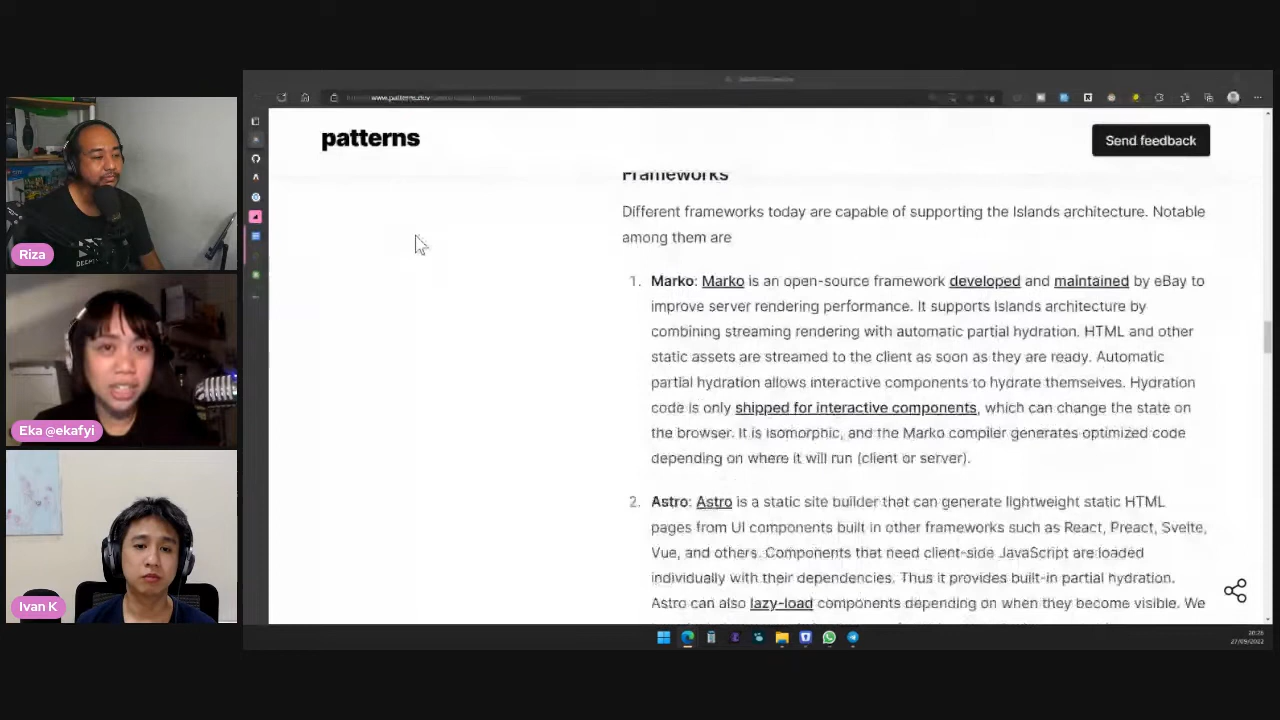 www.patterns.dev
patterns
Send feedback
Frameworks
Different frameworks today are capable of supporting the Islands architecture. Notable
among them are
1. Marko: Marko is an open-source framework developed and maintained by eBay to
improve server rendering performance. It supports Islands architecture by
combining streaming rendering with automatic partial hydration. HTML and other
static assets are streamed to the client as soon as they are ready. Automatic
partial hydration allows interactive components to hydrate themselves. Hydration
code is only shipped for interactive components, which can change the state on
the browser. It is isomorphic, and the Marko compiler generates optimized code
depending on where it will run (client or server).
2. Astro: Astro is a static site builder that can generate lightweight static HTML
pages from UI components built in other frameworks such as React, Preact, Svelte,
Vue, and others. Components that need client-side JavaScript are loaded
individually with their dependencies. Thus it provides built-in partial hydration.
Astro can also lazy-load components depending on when they become visible. We
Riza
Eka @ekafyi
Ivan K
20:26
27/09/2022